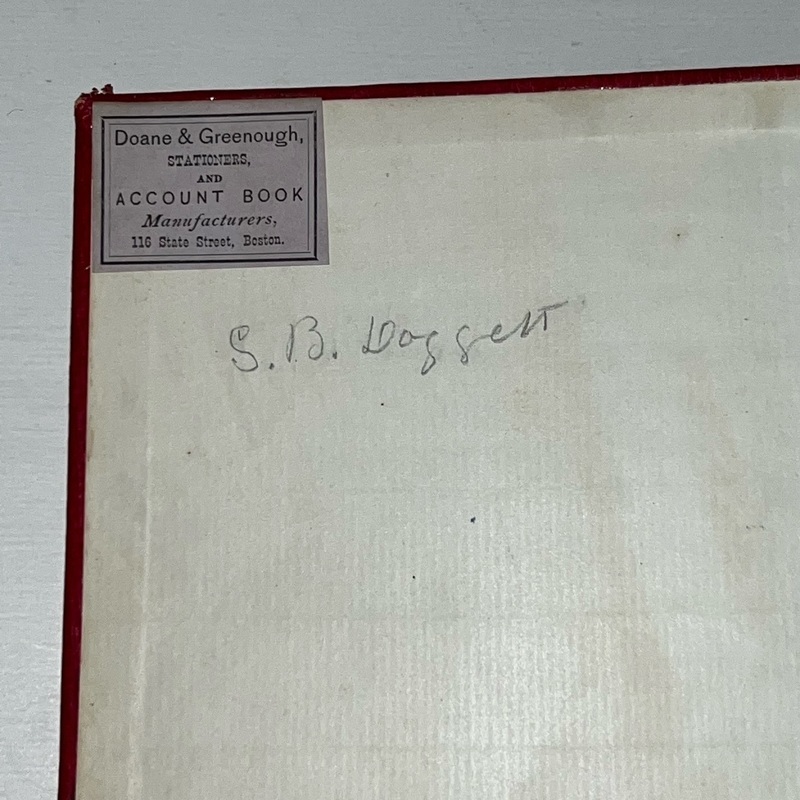 Doane & Greenough,
STATIONERS,
AND
ACCOUNT BOOK
Manufacturers,
116 State Street, Boston.
S. B. Doggett